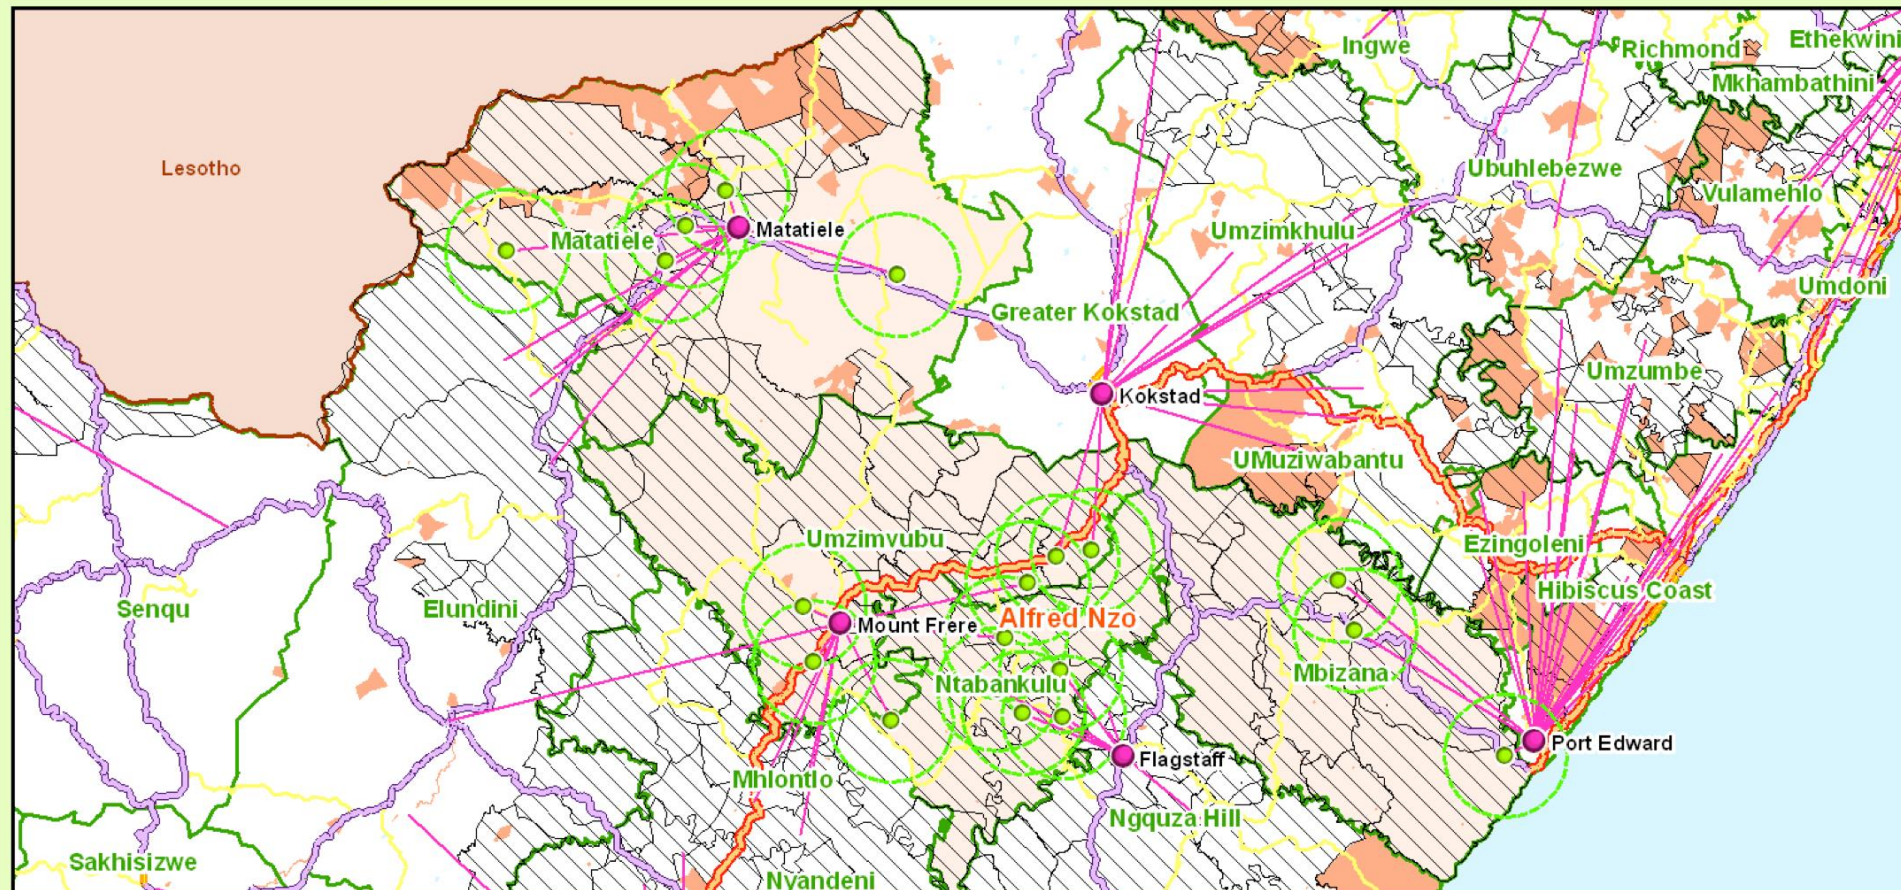 Ingwe
Richmond
Ethekwini
Mkhambathini
Lesotho
Ubuhlebezwe
Vulamehlo
Matatiele
Matatiele
Umzimkhulu
Umdoni
Greater Kokstad
Umzumbe
Kokstad
UMuziwabantu
Umzimvubu
Ezingoleni
Hibiscus Coast
Senqu
Elundini
Mount Frere
Alfred Nzo
Mbizana
Ntabankulu
Port Edward
Flagstaff
Mhlontlo
Ngquza Hill
Sakhisizwe
Nyandeni